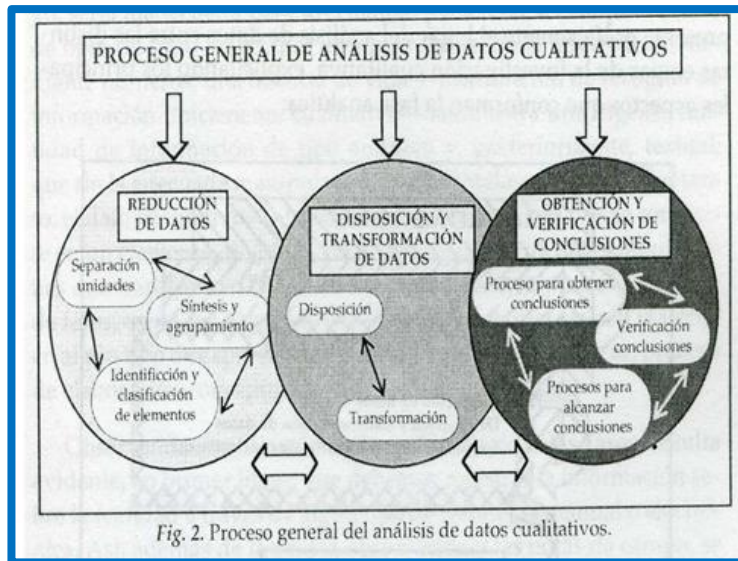 PROCESO GENERAL DE ANÁLISIS DE DATOS CUALITATIVOS
REDUCCIÓN
DE DATOS
Separación
unidades
Síntesis y
agrupamiento
Identificción y
clasificación
de elementos
DISPOSICIÓN Y
TRANSFORMACIÓN
DE DATOS
Disposición
Transformación
OBTENCIÓN Y
VERIFICACIÓN DE
CONCLUSIONES
Proceso para obtener
conclusiones
Verificación
conclusiones
Procesos para
alcanzar
conclusiones
Fig. 2. Proceso general del análisis de datos cualitativos.